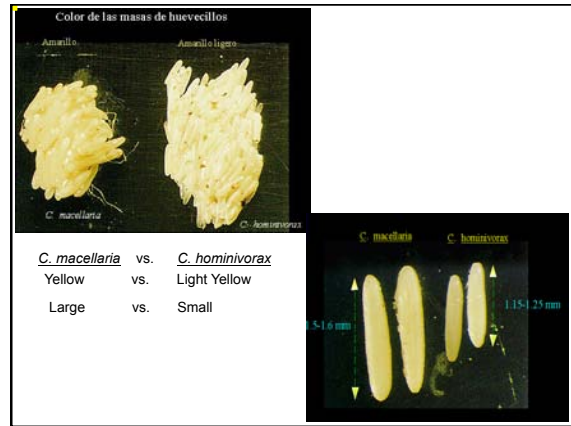 Color de las masas de huevecillos
Amarillo Amarillo ligero
C. macellaria C. hominivorax
C. macellaria vs. C. hominivorax
Yellow vs. Light Yellow
Large vs. Small
C. macellaria C. hominivorax
1.15-1.25 mm
.5-1.6 mm